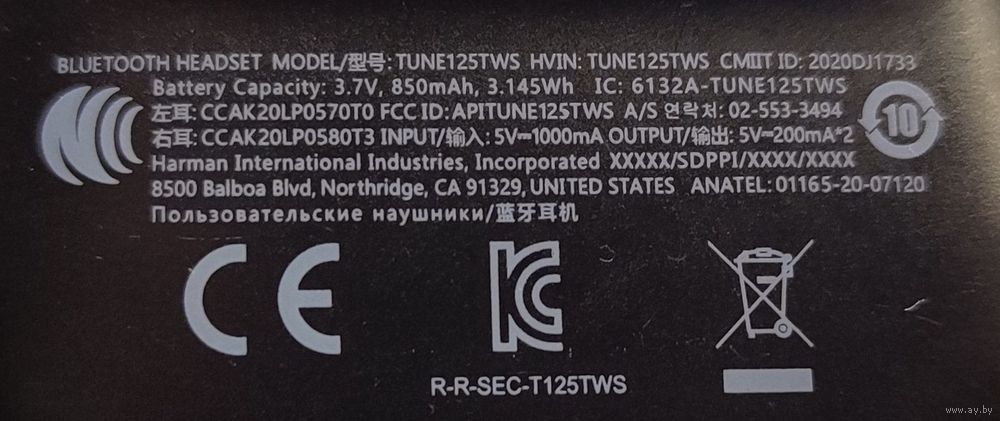 BLUETOOTH HEADSET MODEL/型号: TUNE125TWS HVIN: TUNE125TWS CMIIT ID: 2020DJ1733
Battery Capacity: 3.7V, 850mAh, 3.145Wh IC: 6132A-TUNE125TWS
左耳: CCAK20LP0570T0 FCC ID: APITUNE125TWS A/S 연락처: 02-553-3494
右耳: CCAK20LP0580T3 INPUT/输入: 5V⎓1000mA OUTPUT/输出: 5V⎓200mA*2
10
Harman International Industries, Incorporated XXXXX/SDPPI/XXXX/XXXX
8500 Balboa Blvd, Northridge, CA 91329, UNITED STATES ANATEL: 01165-20-07120
Пользовательские наушники/蓝牙耳机
CE
R-R-SEC-T125TWS
www.ay.by